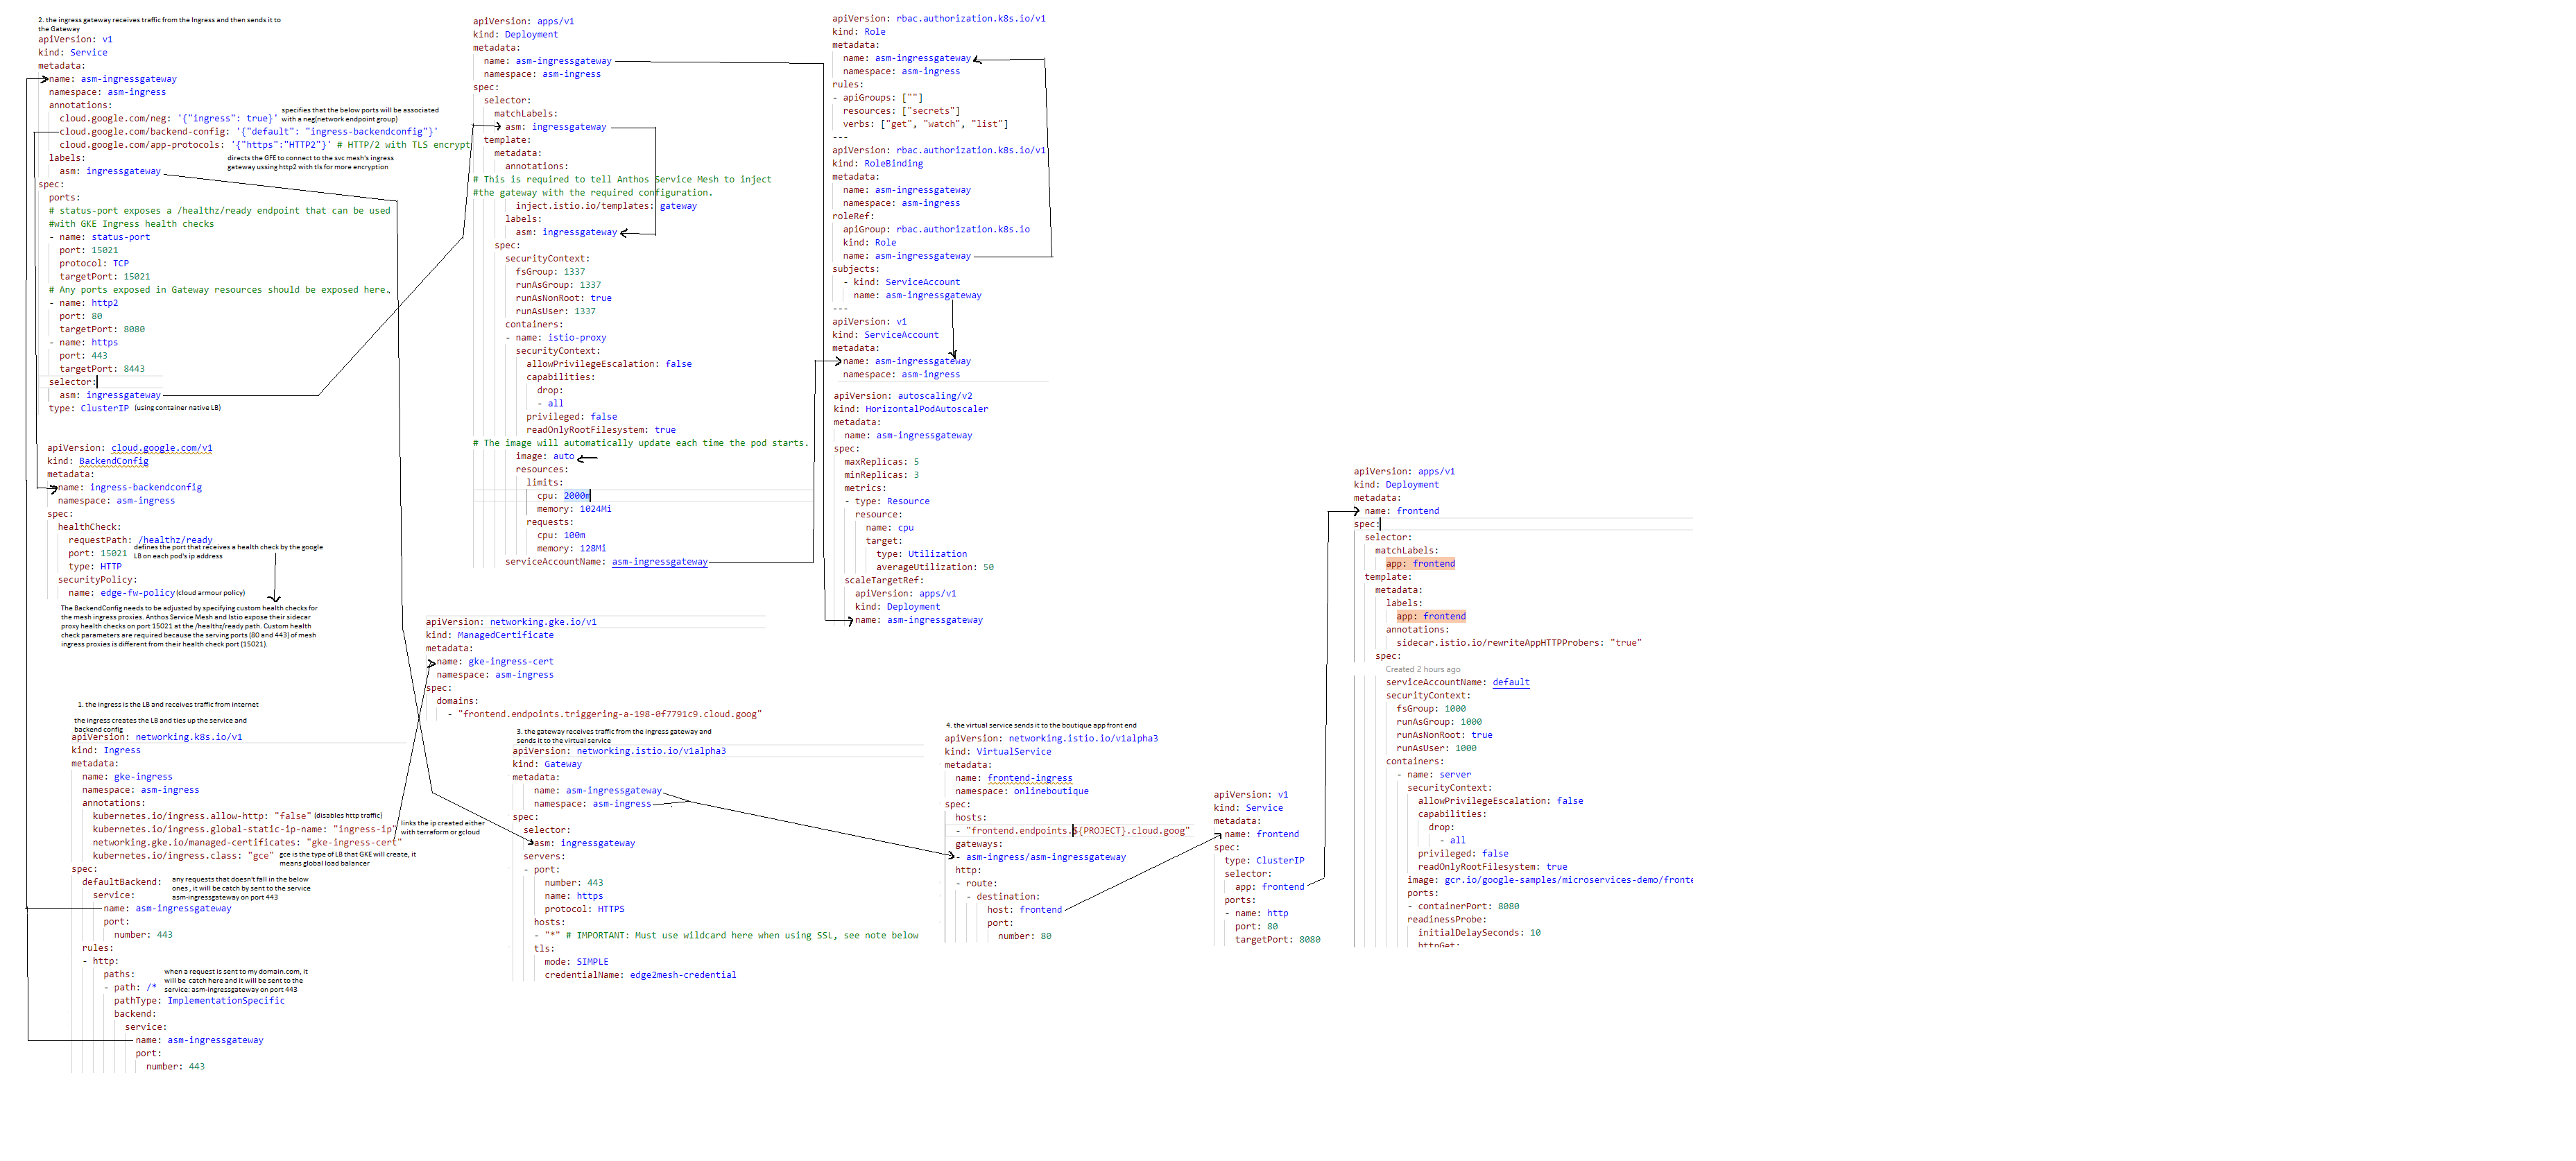 2. the ingress gateway receives traffic from the Ingress and then sends it to
the Gateway
apiVersion: v1
kind: Service
metadata:
name: asm-ingressgateway
namespace: asm-ingress
annotations:
cloud.google.com/neg: '{"ingress": true}'
specifies that the below ports will be associated
with a neg(network endpoint group)
cloud.google.com/backend-config: '{"default": "ingress-backendconfig"}'
cloud.google.com/app-protocols: '{"https":"HTTP2"}' # HTTP/2 with TLS encrypt
labels:
directs the GFE to connect to the svc mesh's ingress
gateway ussing http2 with tls for more encryption
asm: ingressgateway
spec:
ports:
# status-port exposes a /healthz/ready endpoint that can be used
#with GKE Ingress health checks
- name: status-port
port: 15021
protocol: TCP
targetPort: 15021
# Any ports exposed in Gateway resources should be exposed here.
- name: http2
port: 80
targetPort: 8080
- name: https
port: 443
targetPort: 8443
selector:
asm: ingressgateway
type: ClusterIP (using container native LB)
apiVersion: cloud.google.com/v1
kind: BackendConfig
metadata:
name: ingress-backendconfig
namespace: asm-ingress
spec:
healthCheck:
requestPath: /healthz/ready
port: 15021
defines the port that receives a health check by the google
LB on each pod's ip address
type: HTTP
securityPolicy:
name: edge-fw-policy(cloud armour policy)
The BackendConfig needs to be adjusted by specifying custom health checks for
the mesh ingress proxies. Anthos Service Mesh and Istio expose their sidecar
proxy health checks on port 15021 at the /healthz/ready path. Custom health
check parameters are required because the serving ports (80 and 443) of mesh
ingress proxies is different from their health check port (15021).
1. the ingress is the LB and receives traffic from internet
the ingress creates the LB and ties up the service and
backend config
apiVersion: networking.k8s.io/v1
kind: Ingress
metadata:
name: gke-ingress
namespace: asm-ingress
annotations:
kubernetes.io/ingress.allow-http: "false" (disables http traffic)
kubernetes.io/ingress.global-static-ip-name: "ingress-ip"
links the ip created either
with terraform or gcloud
networking.gke.io/managed-certificates: "gke-ingress-cert"
kubernetes.io/ingress.class: "gce"
gce is the type of LB that GKE will create, it
means global load balancer
spec:
defaultBackend:
any requests that doesn't fall in the below
ones , it will be catch by sent to the service
asm-ingressgateway on port 443
service:
name: asm-ingressgateway
port:
number: 443
rules:
- http:
paths:
when a request is sent to my domain.com, it
will be catch here and it will be sent to the
service: asm-ingressgateway on port 443
- path: /*
pathType: ImplementationSpecific
backend:
service:
name: asm-ingressgateway
port:
number: 443
apiVersion: apps/v1
kind: Deployment
metadata:
name: asm-ingressgateway
namespace: asm-ingress
spec:
selector:
matchLabels:
asm: ingressgateway
template:
metadata:
annotations:
# This is required to tell Anthos Service Mesh to inject
#the gateway with the required configuration.
inject.istio.io/templates: gateway
labels:
asm: ingressgateway
spec:
securityContext:
fsGroup: 1337
runAsGroup: 1337
runAsNonRoot: true
runAsUser: 1337
containers:
- name: istio-proxy
securityContext:
allowPrivilegeEscalation: false
capabilities:
drop:
- all
privileged: false
readOnlyRootFilesystem: true
# The image will automatically update each time the pod starts.
image: auto
resources:
limits:
cpu: 2000m
memory: 1024Mi
requests:
cpu: 100m
memory: 128Mi
serviceAccountName: asm-ingressgateway
apiVersion: networking.gke.io/v1
kind: ManagedCertificate
metadata:
name: gke-ingress-cert
namespace: asm-ingress
spec:
domains:
- "frontend.endpoints.triggering-a-198-0f7791c9.cloud.goog"
3. the gateway receives traffic from the ingress gateway and
sends it to the virtual service
apiVersion: networking.istio.io/v1alpha3
kind: Gateway
metadata:
name: asm-ingressgateway
namespace: asm-ingress
spec:
selector:
asm: ingressgateway
servers:
- port:
number: 443
name: https
protocol: HTTPS
hosts:
- "*" # IMPORTANT: Must use wildcard here when using SSL, see note below
tls:
mode: SIMPLE
credentialName: edge2mesh-credential
apiVersion: rbac.authorization.k8s.io/v1
kind: Role
metadata:
name: asm-ingressgateway
namespace: asm-ingress
rules:
- apiGroups: [""]
resources: ["secrets"]
verbs: ["get", "watch", "list"]
---
apiVersion: rbac.authorization.k8s.io/v1
kind: RoleBinding
metadata:
name: asm-ingressgateway
namespace: asm-ingress
roleRef:
apiGroup: rbac.authorization.k8s.io
kind: Role
name: asm-ingressgateway
subjects:
- kind: ServiceAccount
name: asm-ingressgateway
---
apiVersion: v1
kind: ServiceAccount
metadata:
name: asm-ingressgateway
namespace: asm-ingress
apiVersion: autoscaling/v2
kind: HorizontalPodAutoscaler
metadata:
name: asm-ingressgateway
spec:
maxReplicas: 5
minReplicas: 3
metrics:
- type: Resource
resource:
name: cpu
target:
type: Utilization
averageUtilization: 50
scaleTargetRef:
apiVersion: apps/v1
kind: Deployment
name: asm-ingressgateway
4. the virtual service sends it to the boutique app front end
apiVersion: networking.istio.io/v1alpha3
kind: VirtualService
metadata:
name: frontend-ingress
namespace: onlineboutique
spec:
hosts:
- "frontend.endpoints.${PROJECT}.cloud.goog"
gateways:
- asm-ingress/asm-ingressgateway
http:
- route:
- destination:
host: frontend
port:
number: 80
apiVersion: v1
kind: Service
metadata:
name: frontend
spec:
type: ClusterIP
selector:
app: frontend
ports:
- name: http
port: 80
targetPort: 8080
apiVersion: apps/v1
kind: Deployment
metadata:
name: frontend
spec:
selector:
matchLabels:
app: frontend
template:
metadata:
labels:
app: frontend
annotations:
sidecar.istio.io/rewriteAppHTTPProbers: "true"
spec:
Created 2 hours ago
serviceAccountName: default
securityContext:
fsGroup: 1000
runAsGroup: 1000
runAsNonRoot: true
runAsUser: 1000
containers:
- name: server
securityContext:
allowPrivilegeEscalation: false
capabilities:
drop:
- all
privileged: false
readOnlyRootFilesystem: true
image: gcr.io/google-samples/microservices-demo/fronte
ports:
- containerPort: 8080
readinessProbe:
initialDelaySeconds: 10
httpGet: